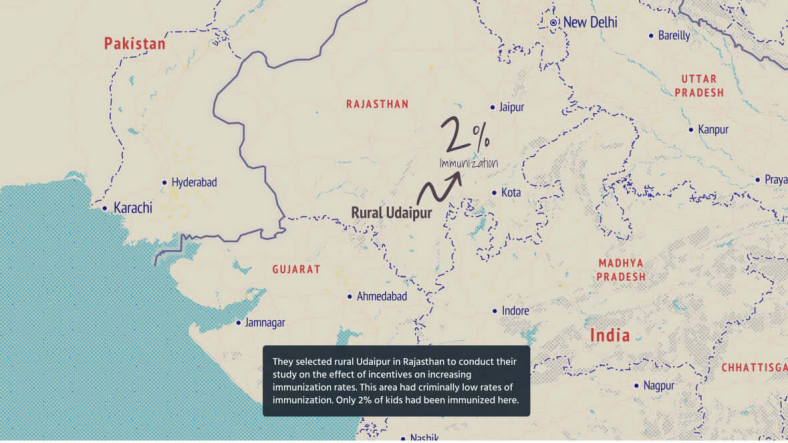 New Delhi
Pakistan
Bareilly
UTTAR
PRADESH
RAJASTHAN
Jaipur
2%
Immunization
Kanpur
Hyderabad
Praya
Kota
Karachi
Rural Udaipur
GUJARAT
MADHYA
PRADESH
Ahmedabad
Indore
Jamnagar
India
They selected rural Udaipur in Rajasthan to conduct their
study on the effect of incentives on increasing
immunization rates. This area had criminally low rates of
immunization. Only 2% of kids had been immunized here.
CHHATTISGA
Nagpur
Nashik